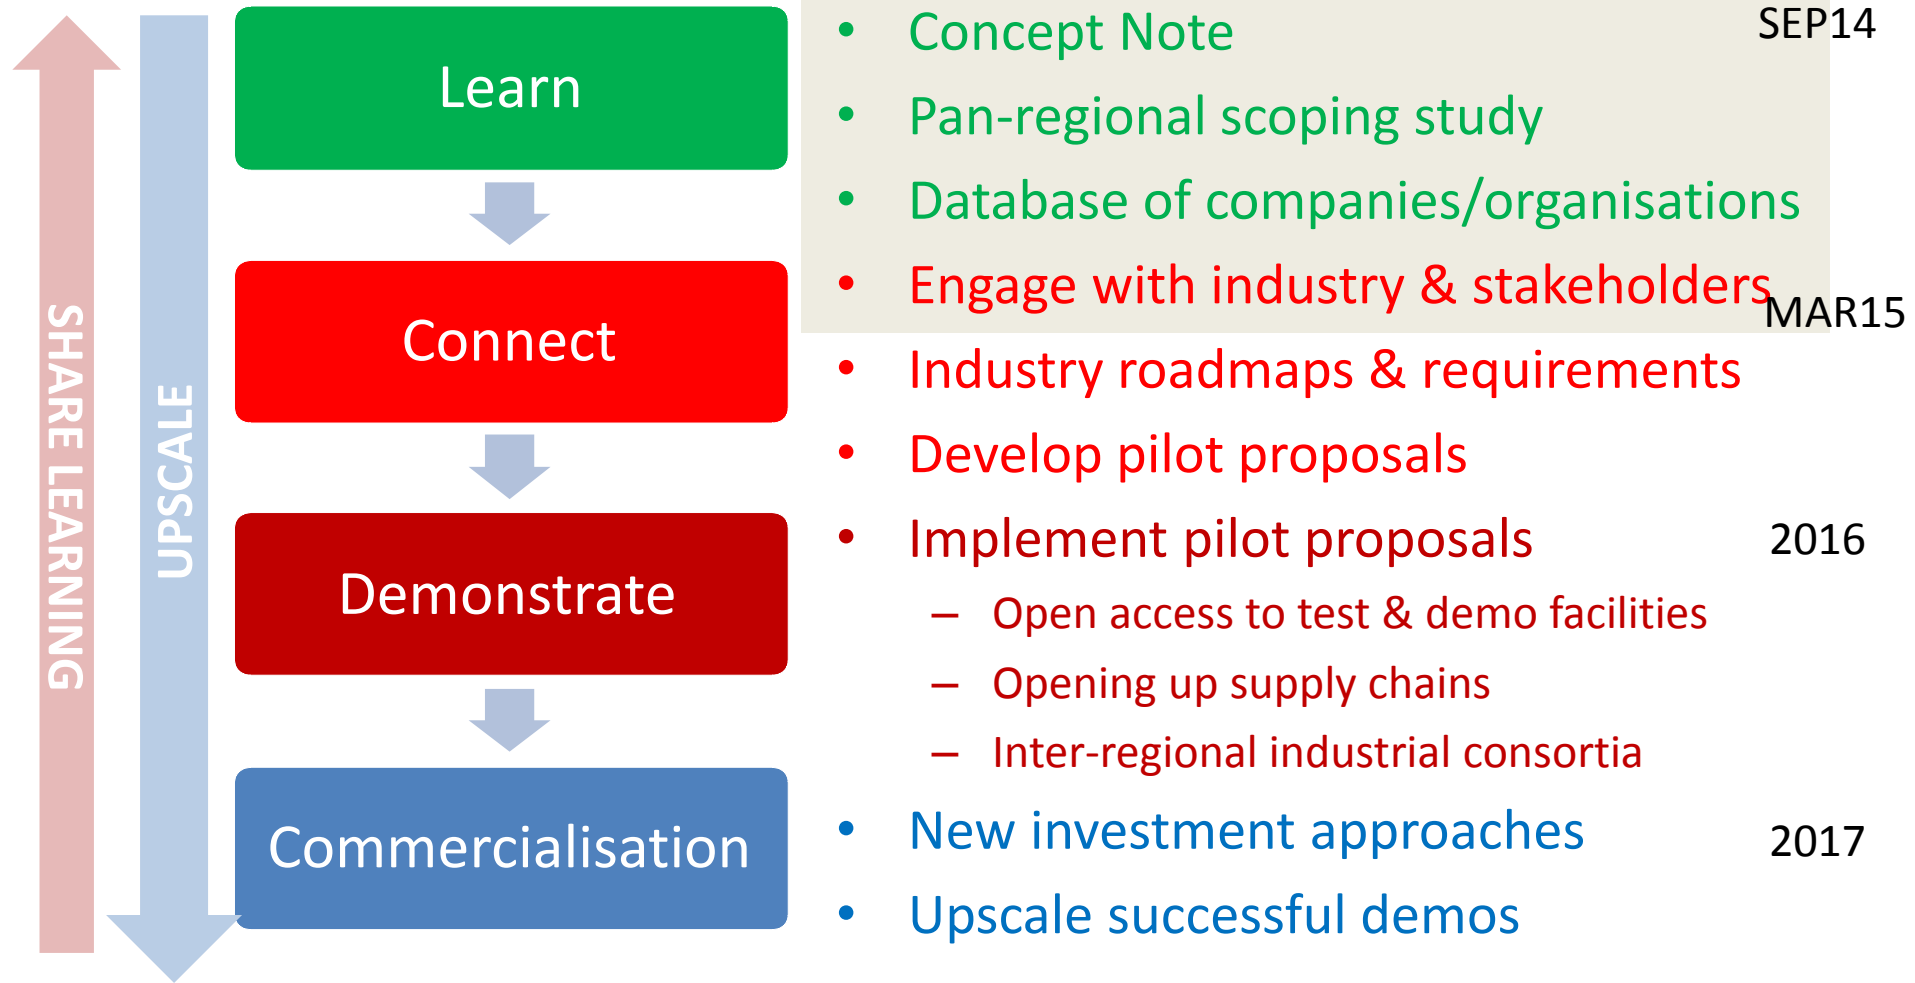 SHARE LEARNING
UPSCALE
Learn
Connect
Demonstrate
Commercialisation
• Concept Note
SEP14
• Pan-regional scoping study
• Database of companies/organisations
• Engage with industry & stakeholders
MAR15
• Industry roadmaps & requirements
• Develop pilot proposals
• Implement pilot proposals
2016
– Open access to test & demo facilities
– Opening up supply chains
– Inter-regional industrial consortia
• New investment approaches
2017
• Upscale successful demos